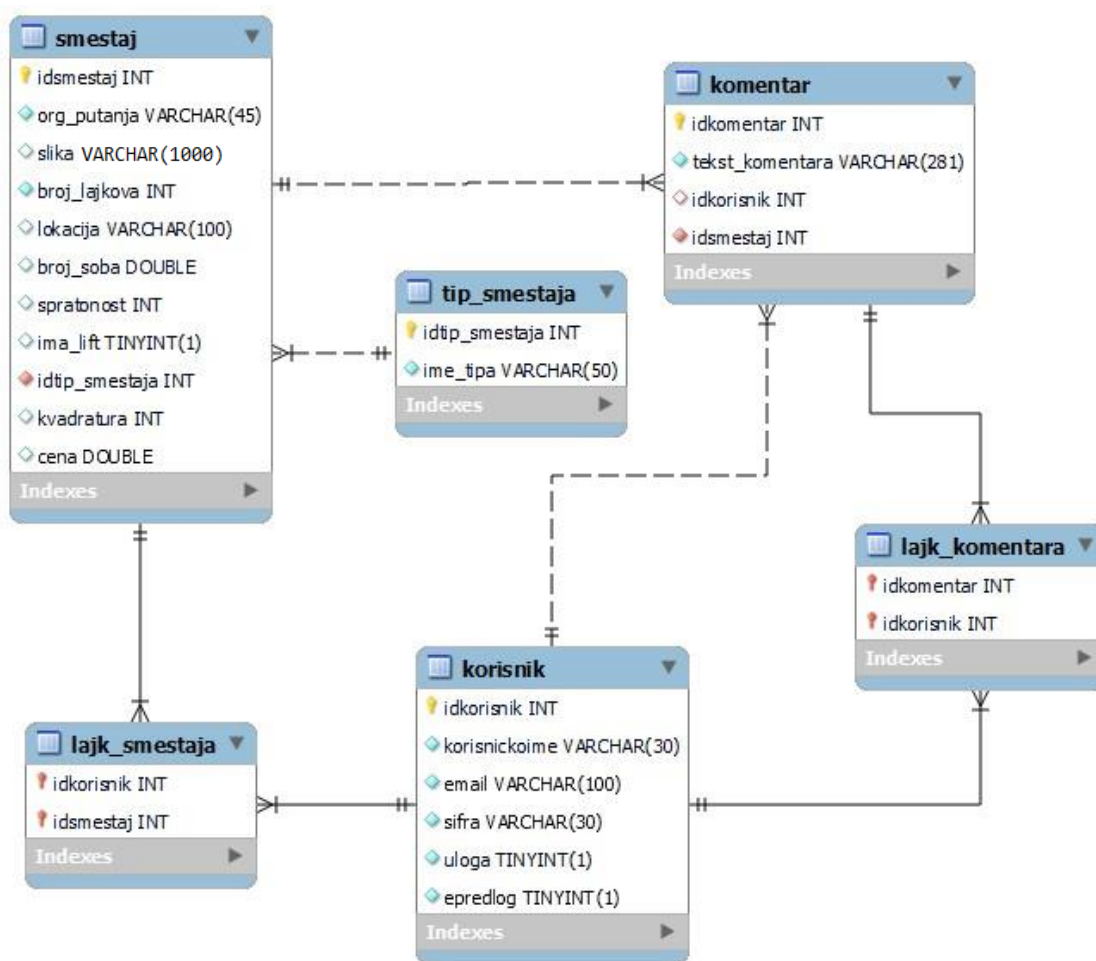 smestaj
idsmestaj INT
org_putanja VARCHAR(45)
slika VARCHAR(1000)
broj_lajkova INT
lokacija VARCHAR(100)
broj_soba DOUBLE
spratonost INT
ima_lift TINYINT(1)
idtip_smestaja INT
kvadratura INT
cena DOUBLE
Indexes
komentar
idkomentar INT
tekst_komentara VARCHAR(281)
idkorisnik INT
idsmestaj INT
Indexes
tip_smestaja
idtip_smestaja INT
ime_tipa VARCHAR(50)
Indexes
lajk_komentara
idkomentar INT
idkorisnik INT
Indexes
korisnik
idkorisnik INT
korisnickoime VARCHAR(30)
email VARCHAR(100)
sifra VARCHAR(30)
uloga TINYINT(1)
epredlog TINYINT(1)
Indexes
lajk_smestaja
idkorisnik INT
idsmestaj INT
Indexes